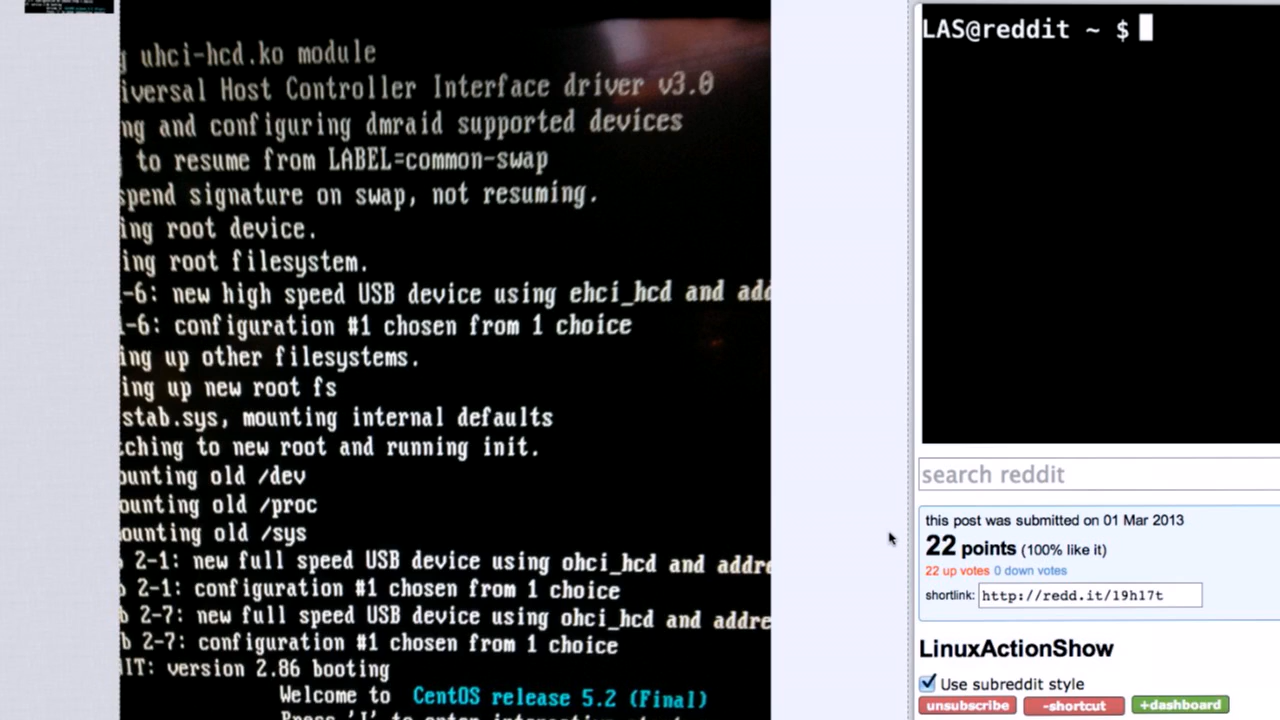 uhci-hcd.ko module
iversal Host Controller Interface driver v3.0
ng and configuring dmraid supported devices
to resume from LABEL=common-swap
spend signature on swap, not resuming.
ing root device.
ing root filesystem.
-6: new high speed USB device using ehci_hcd and add
-6: configuration #1 chosen from 1 choice
ing up other filesystems.
ing up new root fs
stab.sys, mounting internal defaults
tching to new root and running init.
ounting old /dev
ounting old /proc
ounting old /sys
2-1: new full speed USB device using ohci_hcd and addre
2-1: configuration #1 chosen from 1 choice
b 2-7: new full speed USB device using ohci_hcd and addre
b 2-7: configuration #1 chosen from 1 choice
IT: version 2.86 booting
Welcome to CentOS release 5.2 (Final)
LAS@reddit ~ $
search reddit
this post was submitted on 01 Mar 2013
22 points (100% like it)
22 up votes 0 down votes
shortlink: http://redd.it/19h17t
LinuxActionShow
Use subreddit style
unsubscribe -shortcut +dashboard